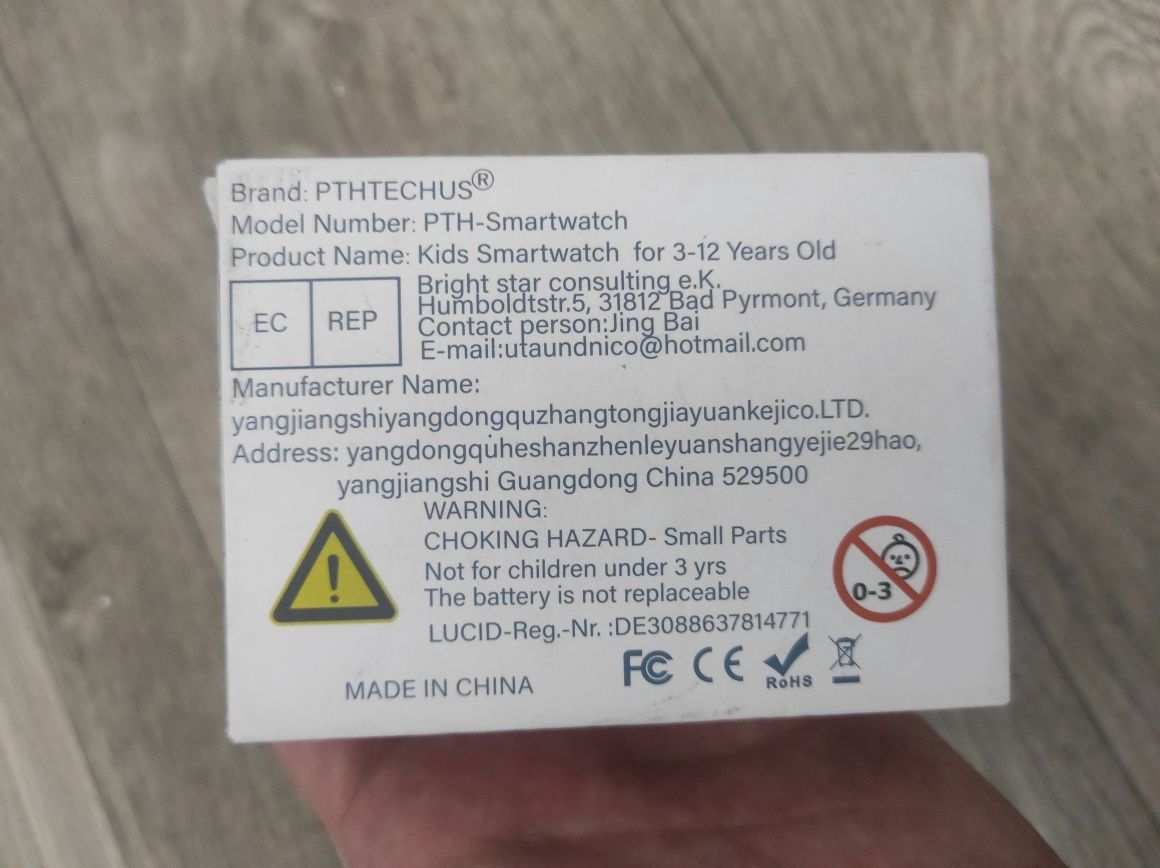 Brand: PTHTECHUS®
Model Number: PTH-Smartwatch
Product Name: Kids Smartwatch for 3-12 Years Old
EC REP
Bright star consulting e.K.
Humboldtstr.5, 31812 Bad Pyrmont, Germany
Contact person:Jing Bai
E-mail:utaundnico@hotmail.com
Manufacturer Name:
yangjiangshiyangdongquzhangtongjiayuankejico.LTD.
Address: yangdongquheshanzhenleyuanshangyejie29hao,
yangjiangshi Guangdong China 529500
WARNING:
CHOKING HAZARD- Small Parts
Not for children under 3 yrs
The battery is not replaceable
LUCID-Reg.-Nr. :DE3088637814771
0-3
FC CE RoHS
MADE IN CHINA